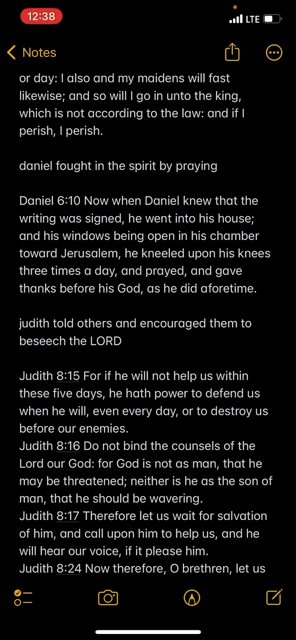 12:38
LTE
Notes
or day: I also and my maidens will fast
likewise; and so will I go in unto the king,
which is not according to the law: and if I
perish, I perish.
daniel fought in the spirit by praying
Daniel 6:10 Now when Daniel knew that the
writing was signed, he went into his house;
and his windows being open in his chamber
toward Jerusalem, he kneeled upon his knees
three times a day, and prayed, and gave
thanks before his God, as he did aforetime.
judith told others and encouraged them to
beseech the LORD
Judith 8:15 For if he will not help us within
these five days, he hath power to defend us
when he will, even every day, or to destroy us
before our enemies.
Judith 8:16 Do not bind the counsels of the
Lord our God: for God is not as man, that he
may be threatened; neither is he as the son of
man, that he should be wavering.
Judith 8:17 Therefore let us wait for salvation
of him, and call upon him to help us, and he
will hear our voice, if it please him.
Judith 8:24 Now therefore, O brethren, let us